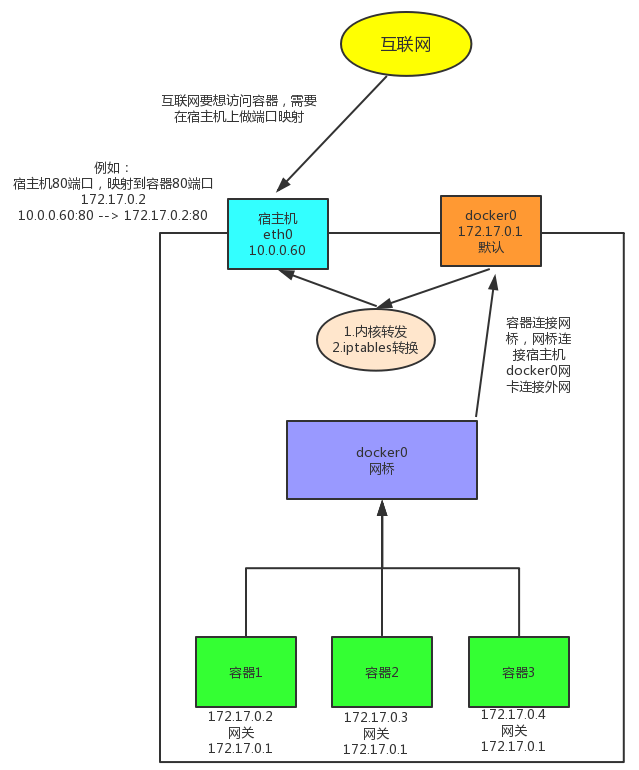 互联网
互联网要想访问容器，需要
在宿主机上做端口映射
例如：
宿主机80端口，映射到容器80端口
172.17.0.2
10.0.0.60:80 --> 172.17.0.2:80
宿主机
eth0
10.0.0.60
docker0
172.17.0.1
默认
1.内核转发
2.iptables转换
容器连接网
桥，网桥连
接宿主机
docker0网
卡连接外网
docker0
网桥
容器1
容器2
容器3
172.17.0.2
网关
172.17.0.1
172.17.0.3
网关
172.17.0.1
172.17.0.4
网关
172.17.0.1